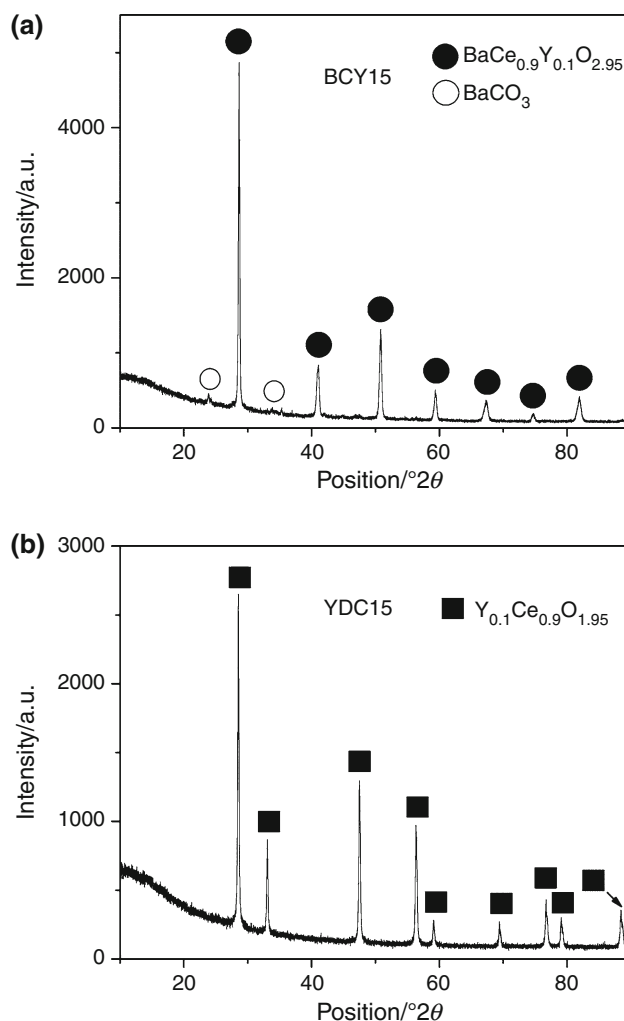 (a)
BCY15
BaCe0.9Y0.1O2.95
BaCO3
Intensity/a.u.
4000
2000
0
20
40
60
80
Position/°2θ
(b)
3000
YDC15
Y0.1Ce0.9O1.95
Intensity/a.u.
2000
1000
0
20
40
60
80
Position/°2θ